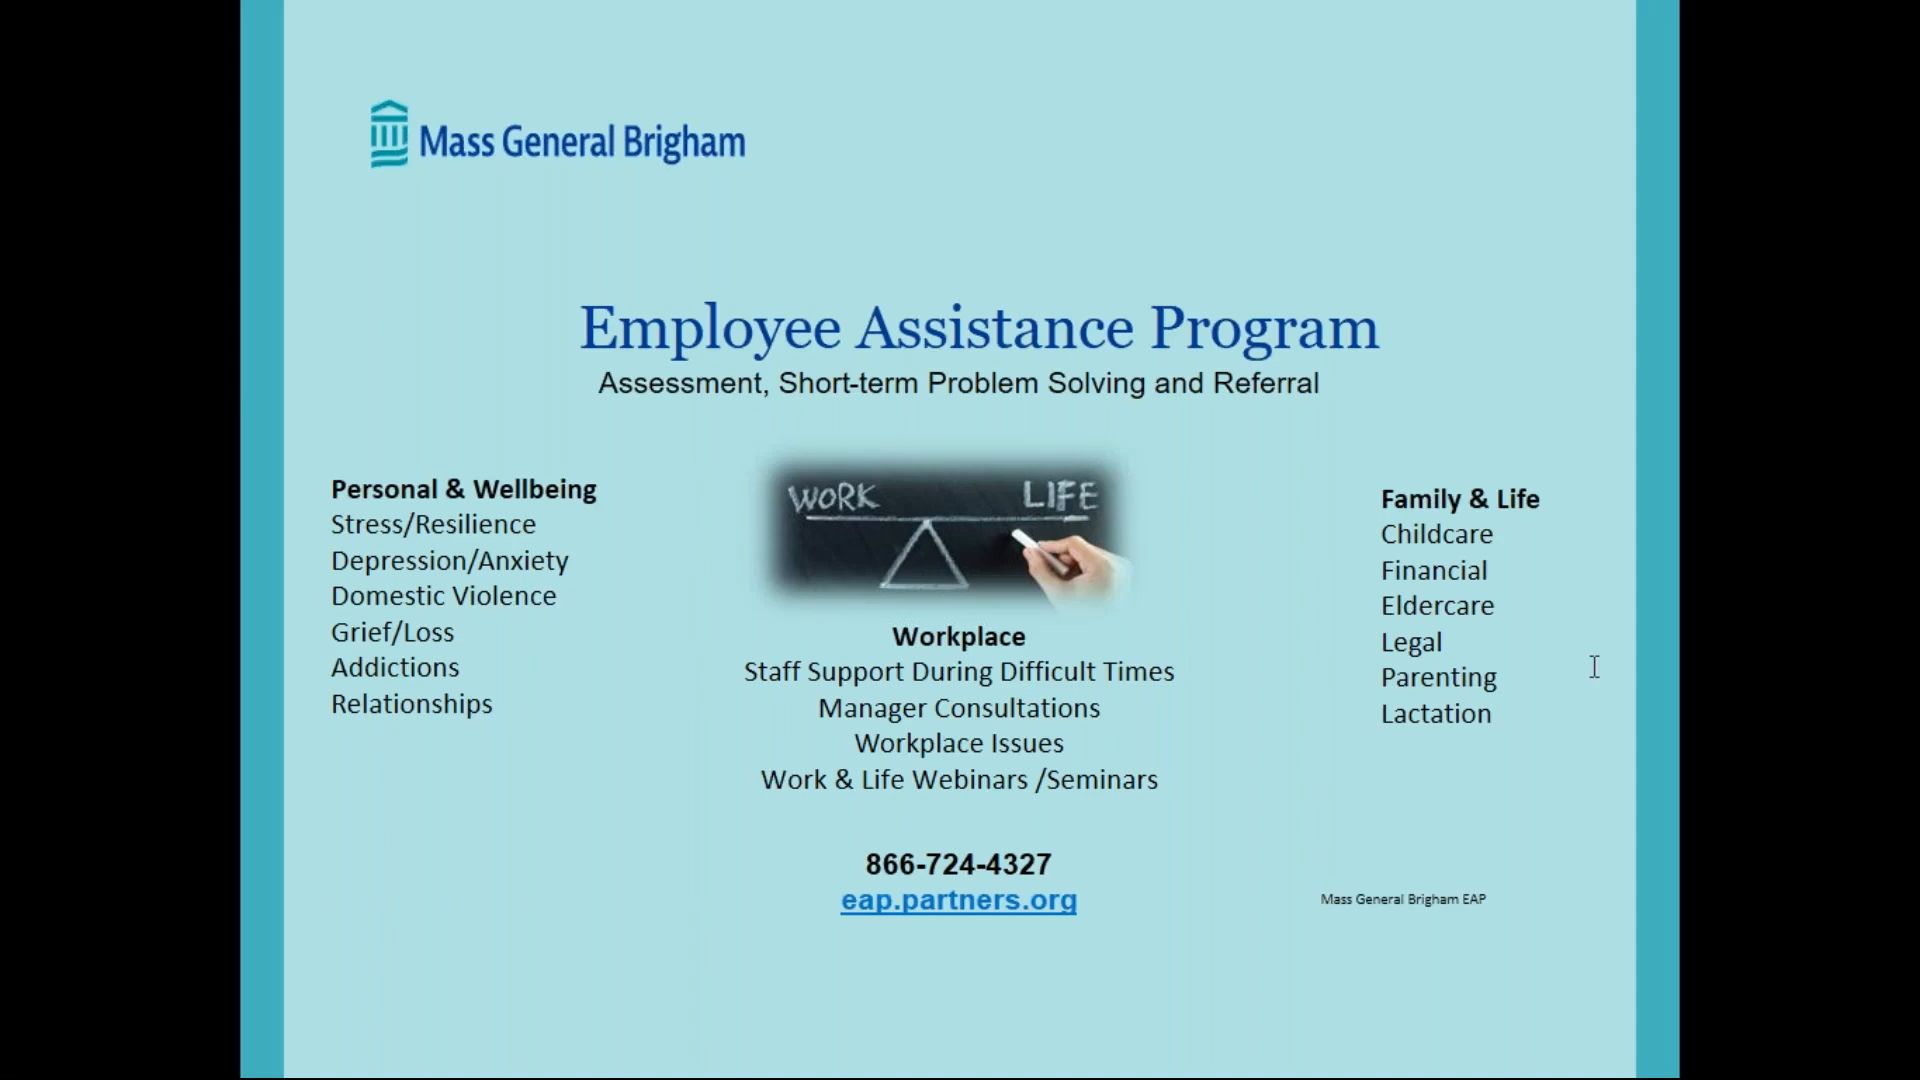 Mass General Brigham
Employee Assistance Program
Assessment, Short-term Problem Solving and Referral
Personal & Wellbeing
Stress/Resilience
Depression/Anxiety
Domestic Violence
Grief/Loss
Addictions
Relationships
WORK LIFE
Workplace
Staff Support During Difficult Times
Manager Consultations
Workplace Issues
Work & Life Webinars /Seminars
Family & Life
Childcare
Financial
Eldercare
Legal
Parenting
Lactation
866-724-4327
eap.partners.org
Mass General Brigham EAP